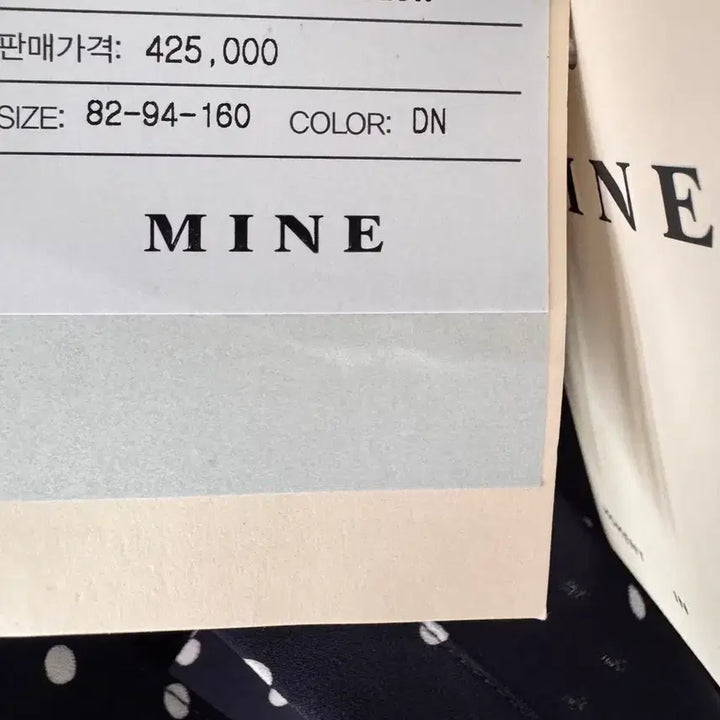 판매가격: 425,000
SIZE: 82-94-160 COLOR: DN
MINE
INE